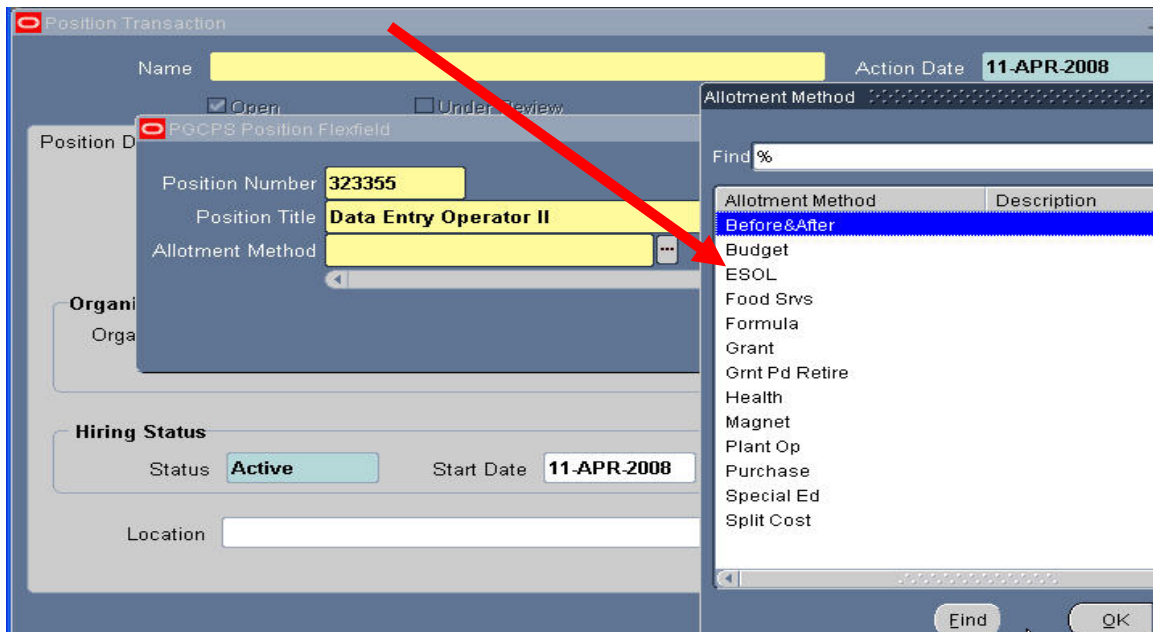 Position Transaction
Name
Action Date 11-APR-2008
Open Under Review
Position D
PGCPS Position Flexfield
Position Number 323355
Position Title Data Entry Operator II
Allotment Method ...
Organi
Orga
Hiring Status
Status Active Start Date 11-APR-2008
Location
Allotment Method
Find %
Allotment Method Description
Before&After
Budget
ESOL
Food Srvs
Formula
Grant
Grnt Pd Retire
Health
Magnet
Plant Op
Purchase
Special Ed
Split Cost
Find OK